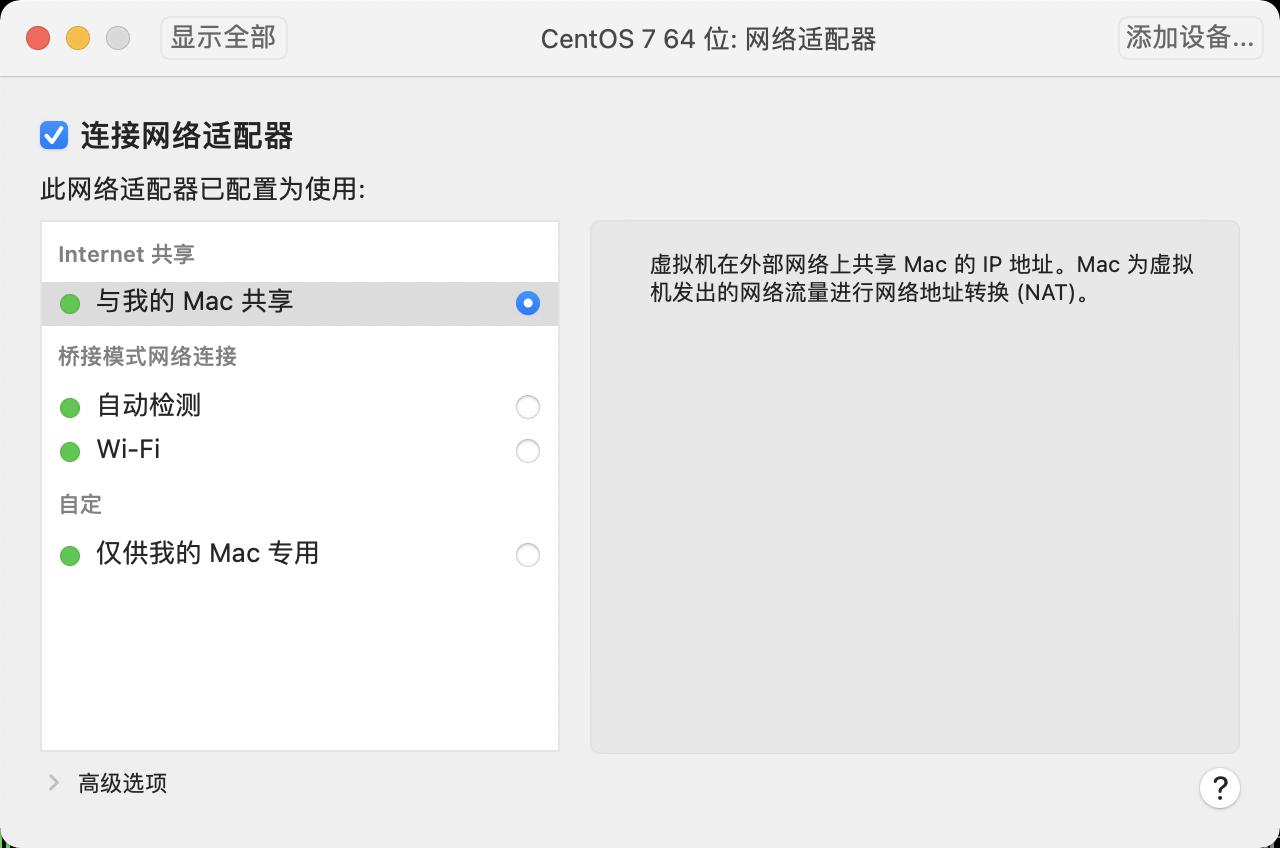 显示全部
CentOS 7 64 位: 网络适配器
添加设备...
连接网络适配器
此网络适配器已配置为使用:
Internet 共享
与我的 Mac 共享
桥接模式网络连接
自动检测
Wi-Fi
自定
仅供我的 Mac 专用
虚拟机在外部网络上共享 Mac 的 IP 地址。Mac 为虚拟
机发出的网络流量进行网络地址转换 (NAT)。
高级选项
?